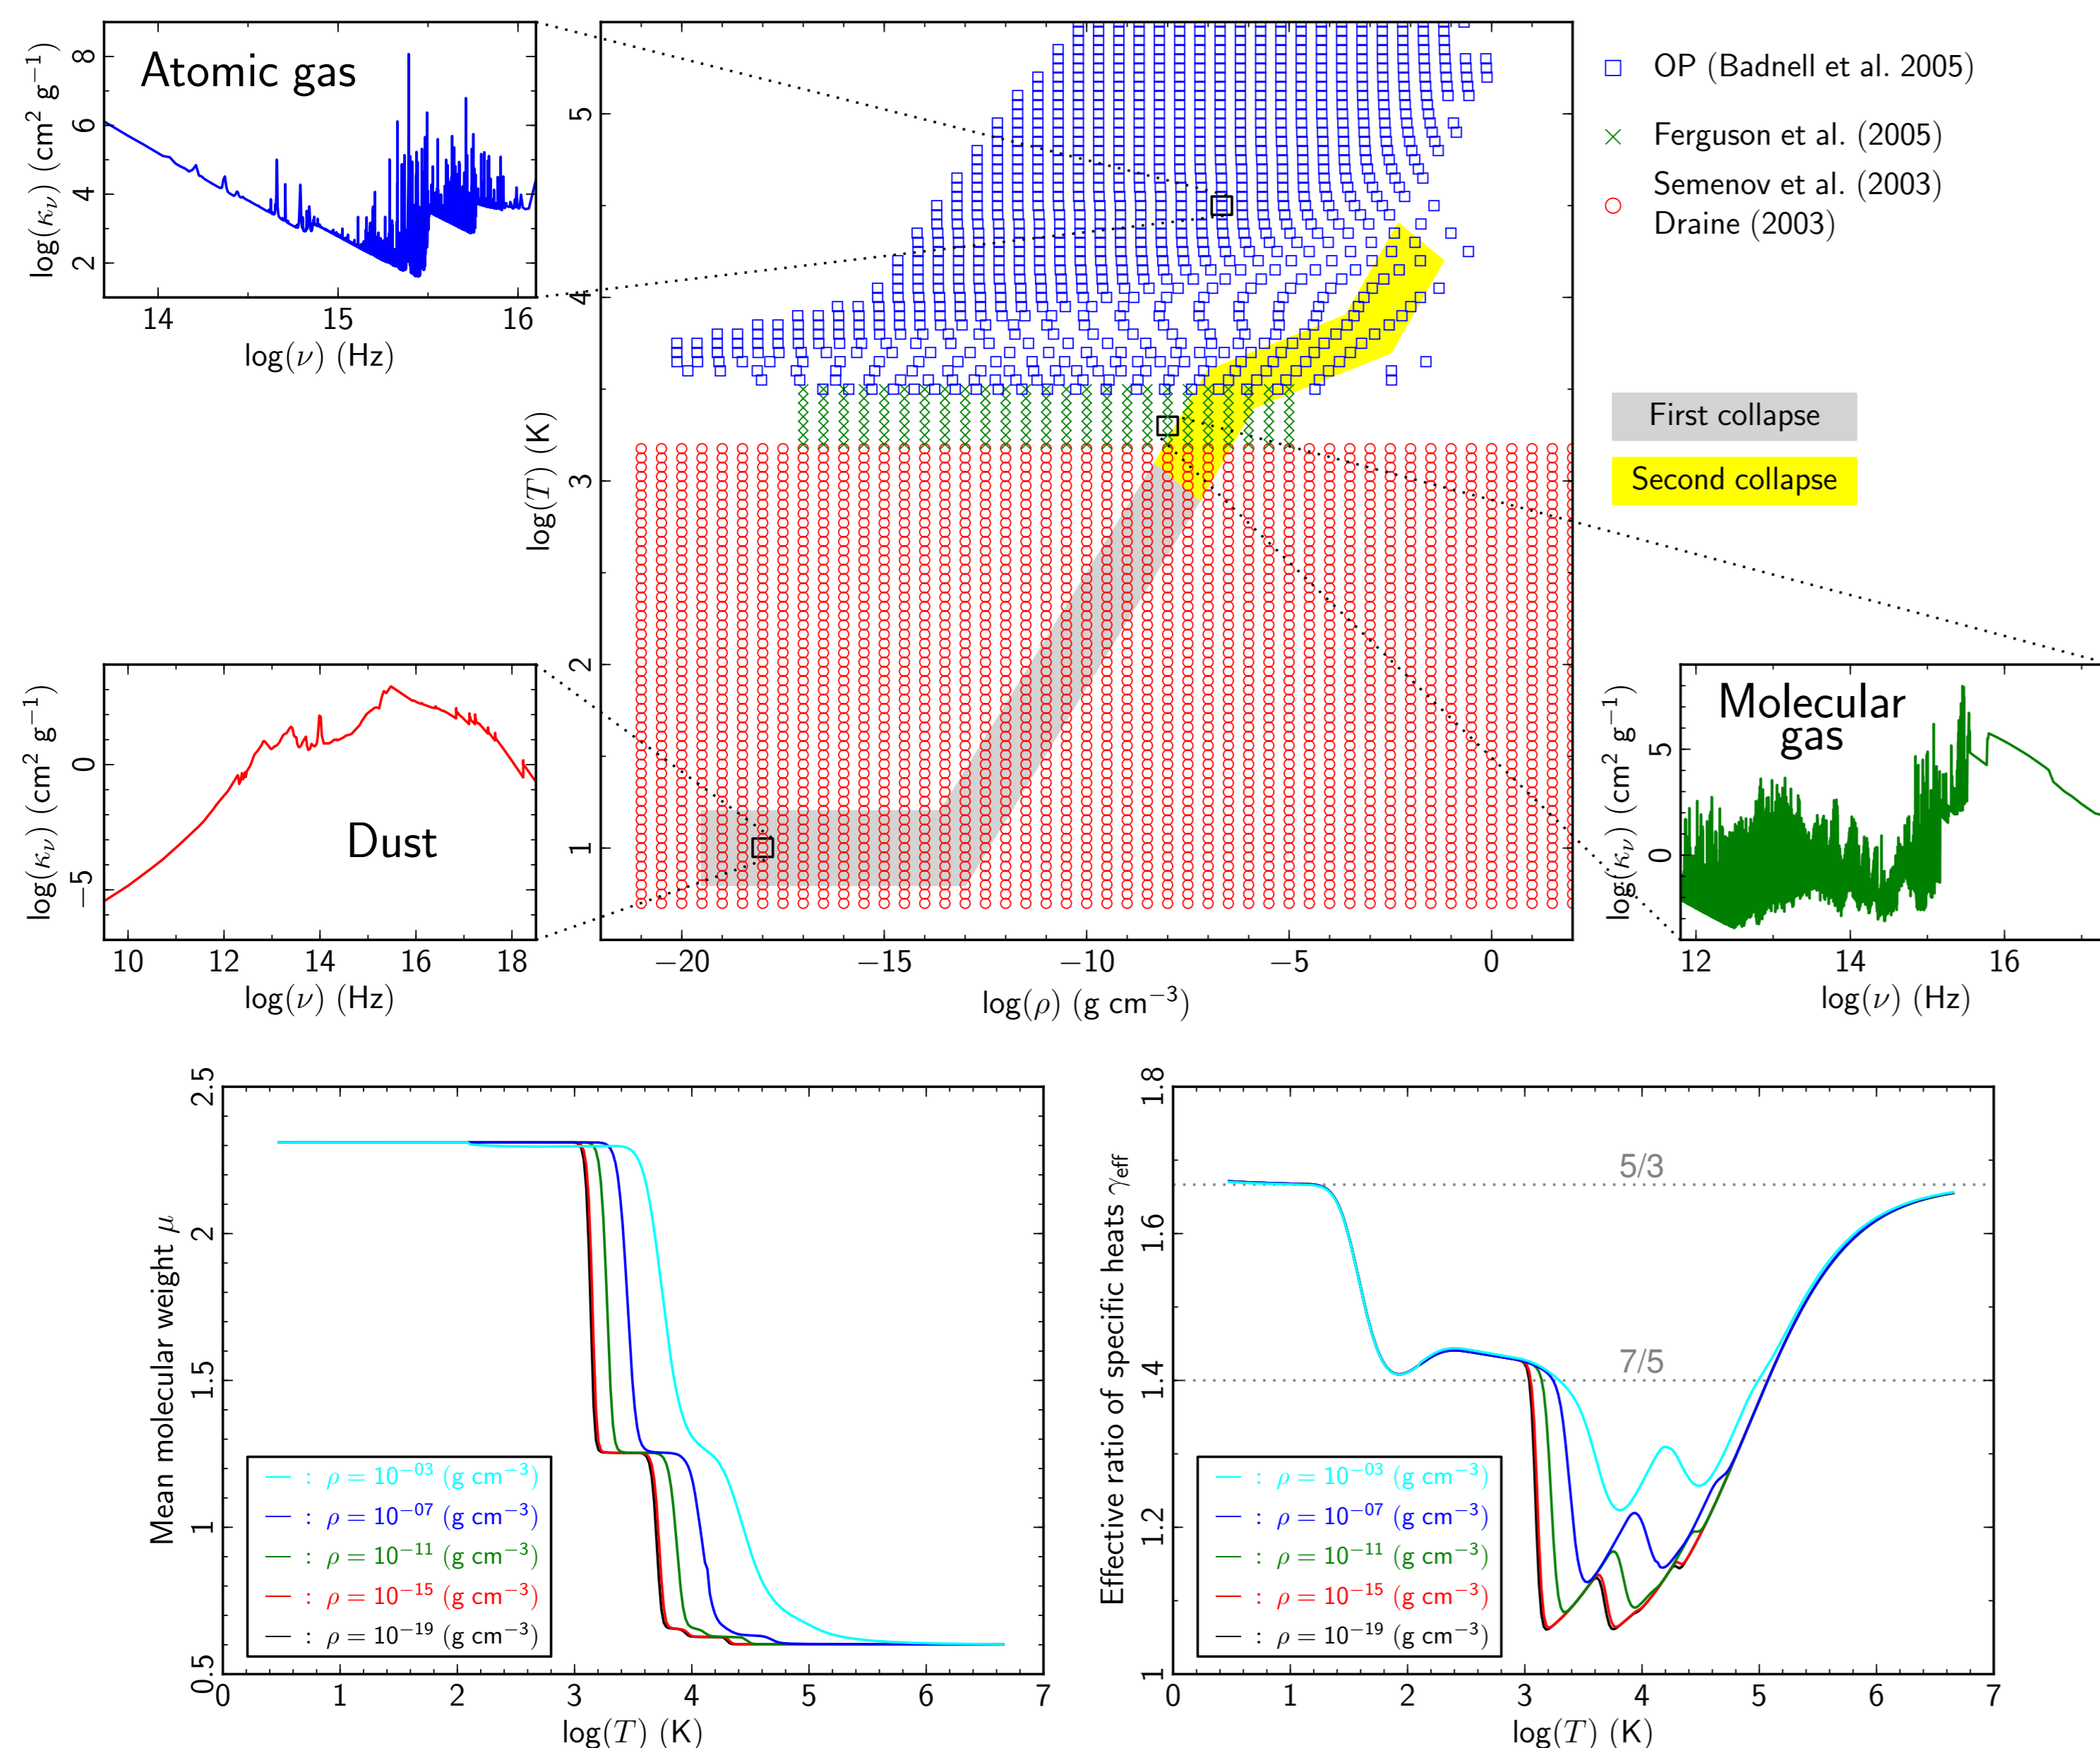 Atomic gas
log(κν) (cm² g⁻¹)
8
6
4
2
14 15 16
log(ν) (Hz)
log(T) (K)
5
4
3
2
1
−20 −15 −10 −5 0
log(ρ) (g cm⁻³)
OP (Badnell et al. 2005)
Ferguson et al. (2005)
Semenov et al. (2003)
Draine (2003)
First collapse
Second collapse
log(κν) (cm² g⁻¹)
0
−5
Dust
10 12 14 16 18
log(ν) (Hz)
Molecular
gas
log(κν) (cm² g⁻¹)
5
0
12 14 16
log(ν) (Hz)
Mean molecular weight μ
2.5
2
1.5
1
0.5
: ρ = 10⁻⁰³ (g cm⁻³)
: ρ = 10⁻⁰⁷ (g cm⁻³)
: ρ = 10⁻¹¹ (g cm⁻³)
: ρ = 10⁻¹⁵ (g cm⁻³)
: ρ = 10⁻¹⁹ (g cm⁻³)
0 1 2 3 4 5 6 7
log(T) (K)
Effective ratio of specific heats γeff
1.8
1.6
1.4
1.2
1
5/3
7/5
: ρ = 10⁻⁰³ (g cm⁻³)
: ρ = 10⁻⁰⁷ (g cm⁻³)
: ρ = 10⁻¹¹ (g cm⁻³)
: ρ = 10⁻¹⁵ (g cm⁻³)
: ρ = 10⁻¹⁹ (g cm⁻³)
0 1 2 3 4 5 6 7
log(T) (K)